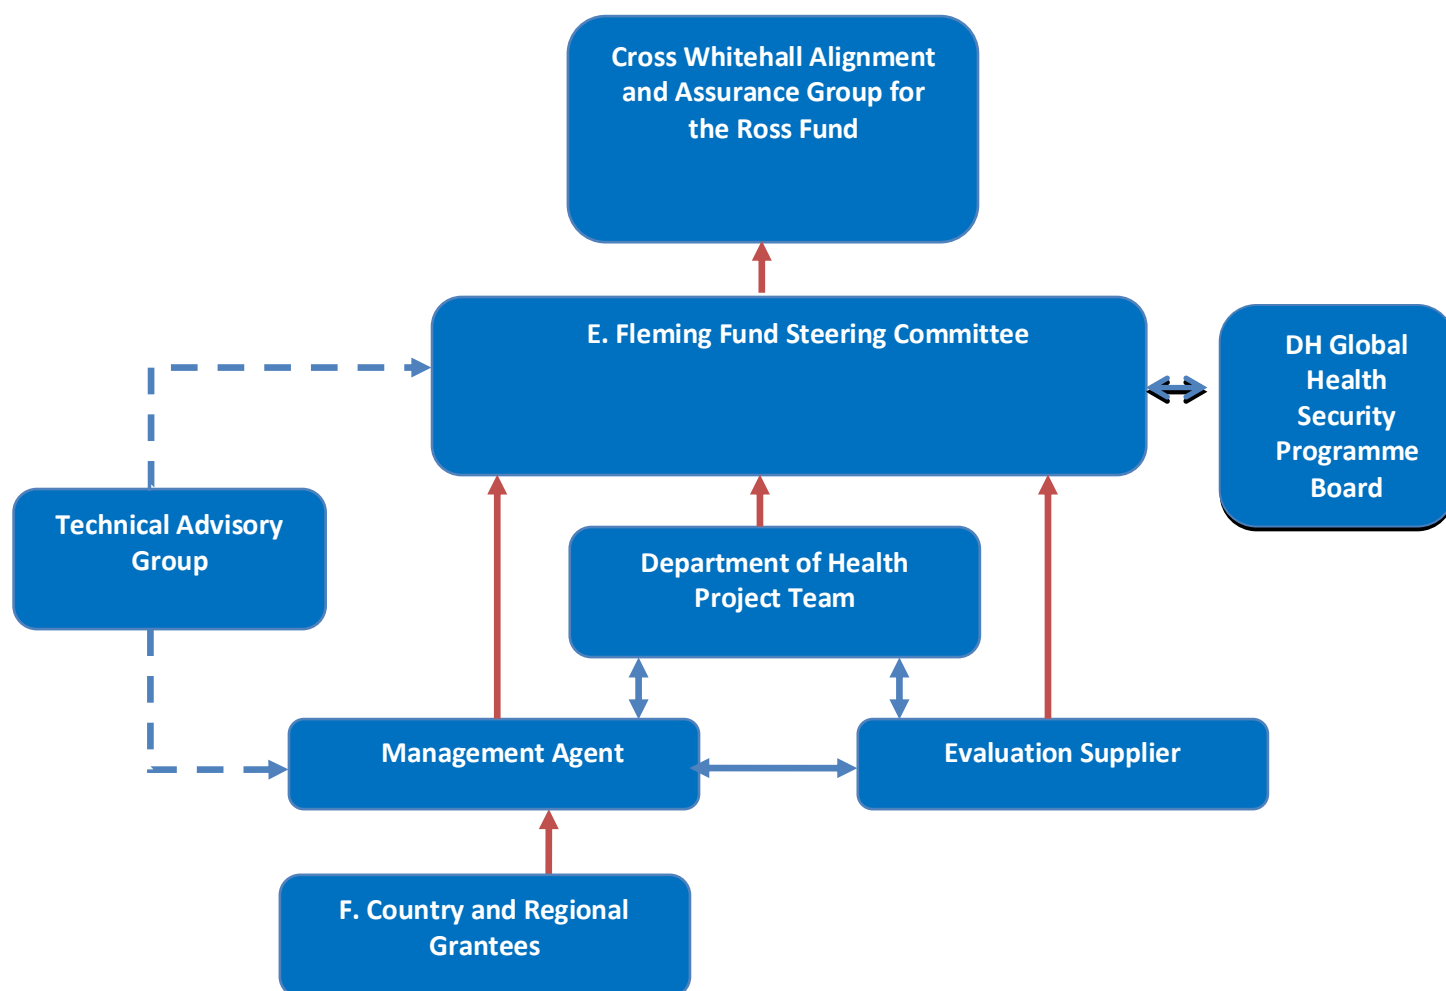 Cross Whitehall Alignment
and Assurance Group for
the Ross Fund
E. Fleming Fund Steering Committee
DH Global
Health
Security
Programme
Board
Technical Advisory
Group
Department of Health
Project Team
Management Agent
Evaluation Supplier
F. Country and Regional
Grantees